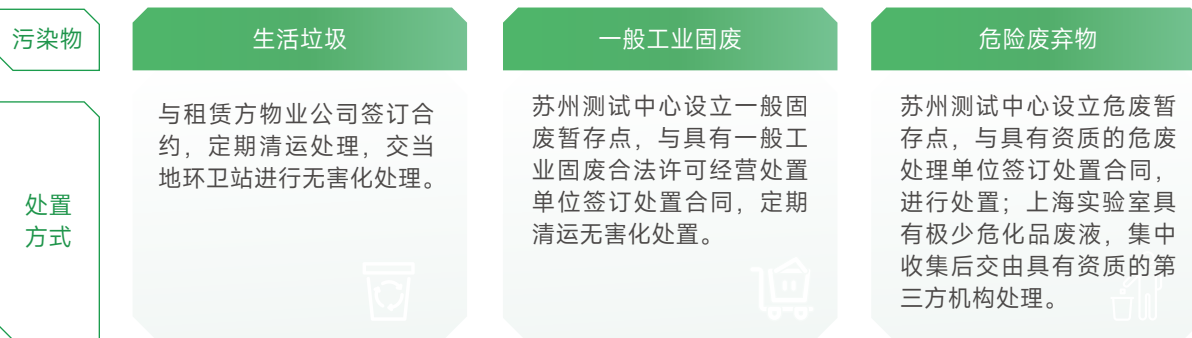 污染物
生活垃圾
一般工业固废
危险废弃物
处置
方式
与租赁方物业公司签订合
约，定期清运处理，交当
地环卫站进行无害化处理。
苏州测试中心设立一般固
废暂存点，与具有一般工
业固废合法许可经营处置
单位签订处置合同，定期
清运无害化处置。
苏州测试中心设立危废暂
存点，与具有资质的危废
处理单位签订处置合同，
进行处置；上海实验室具
有极少危化品废液，集中
收集后交由具有资质的第
三方机构处理。